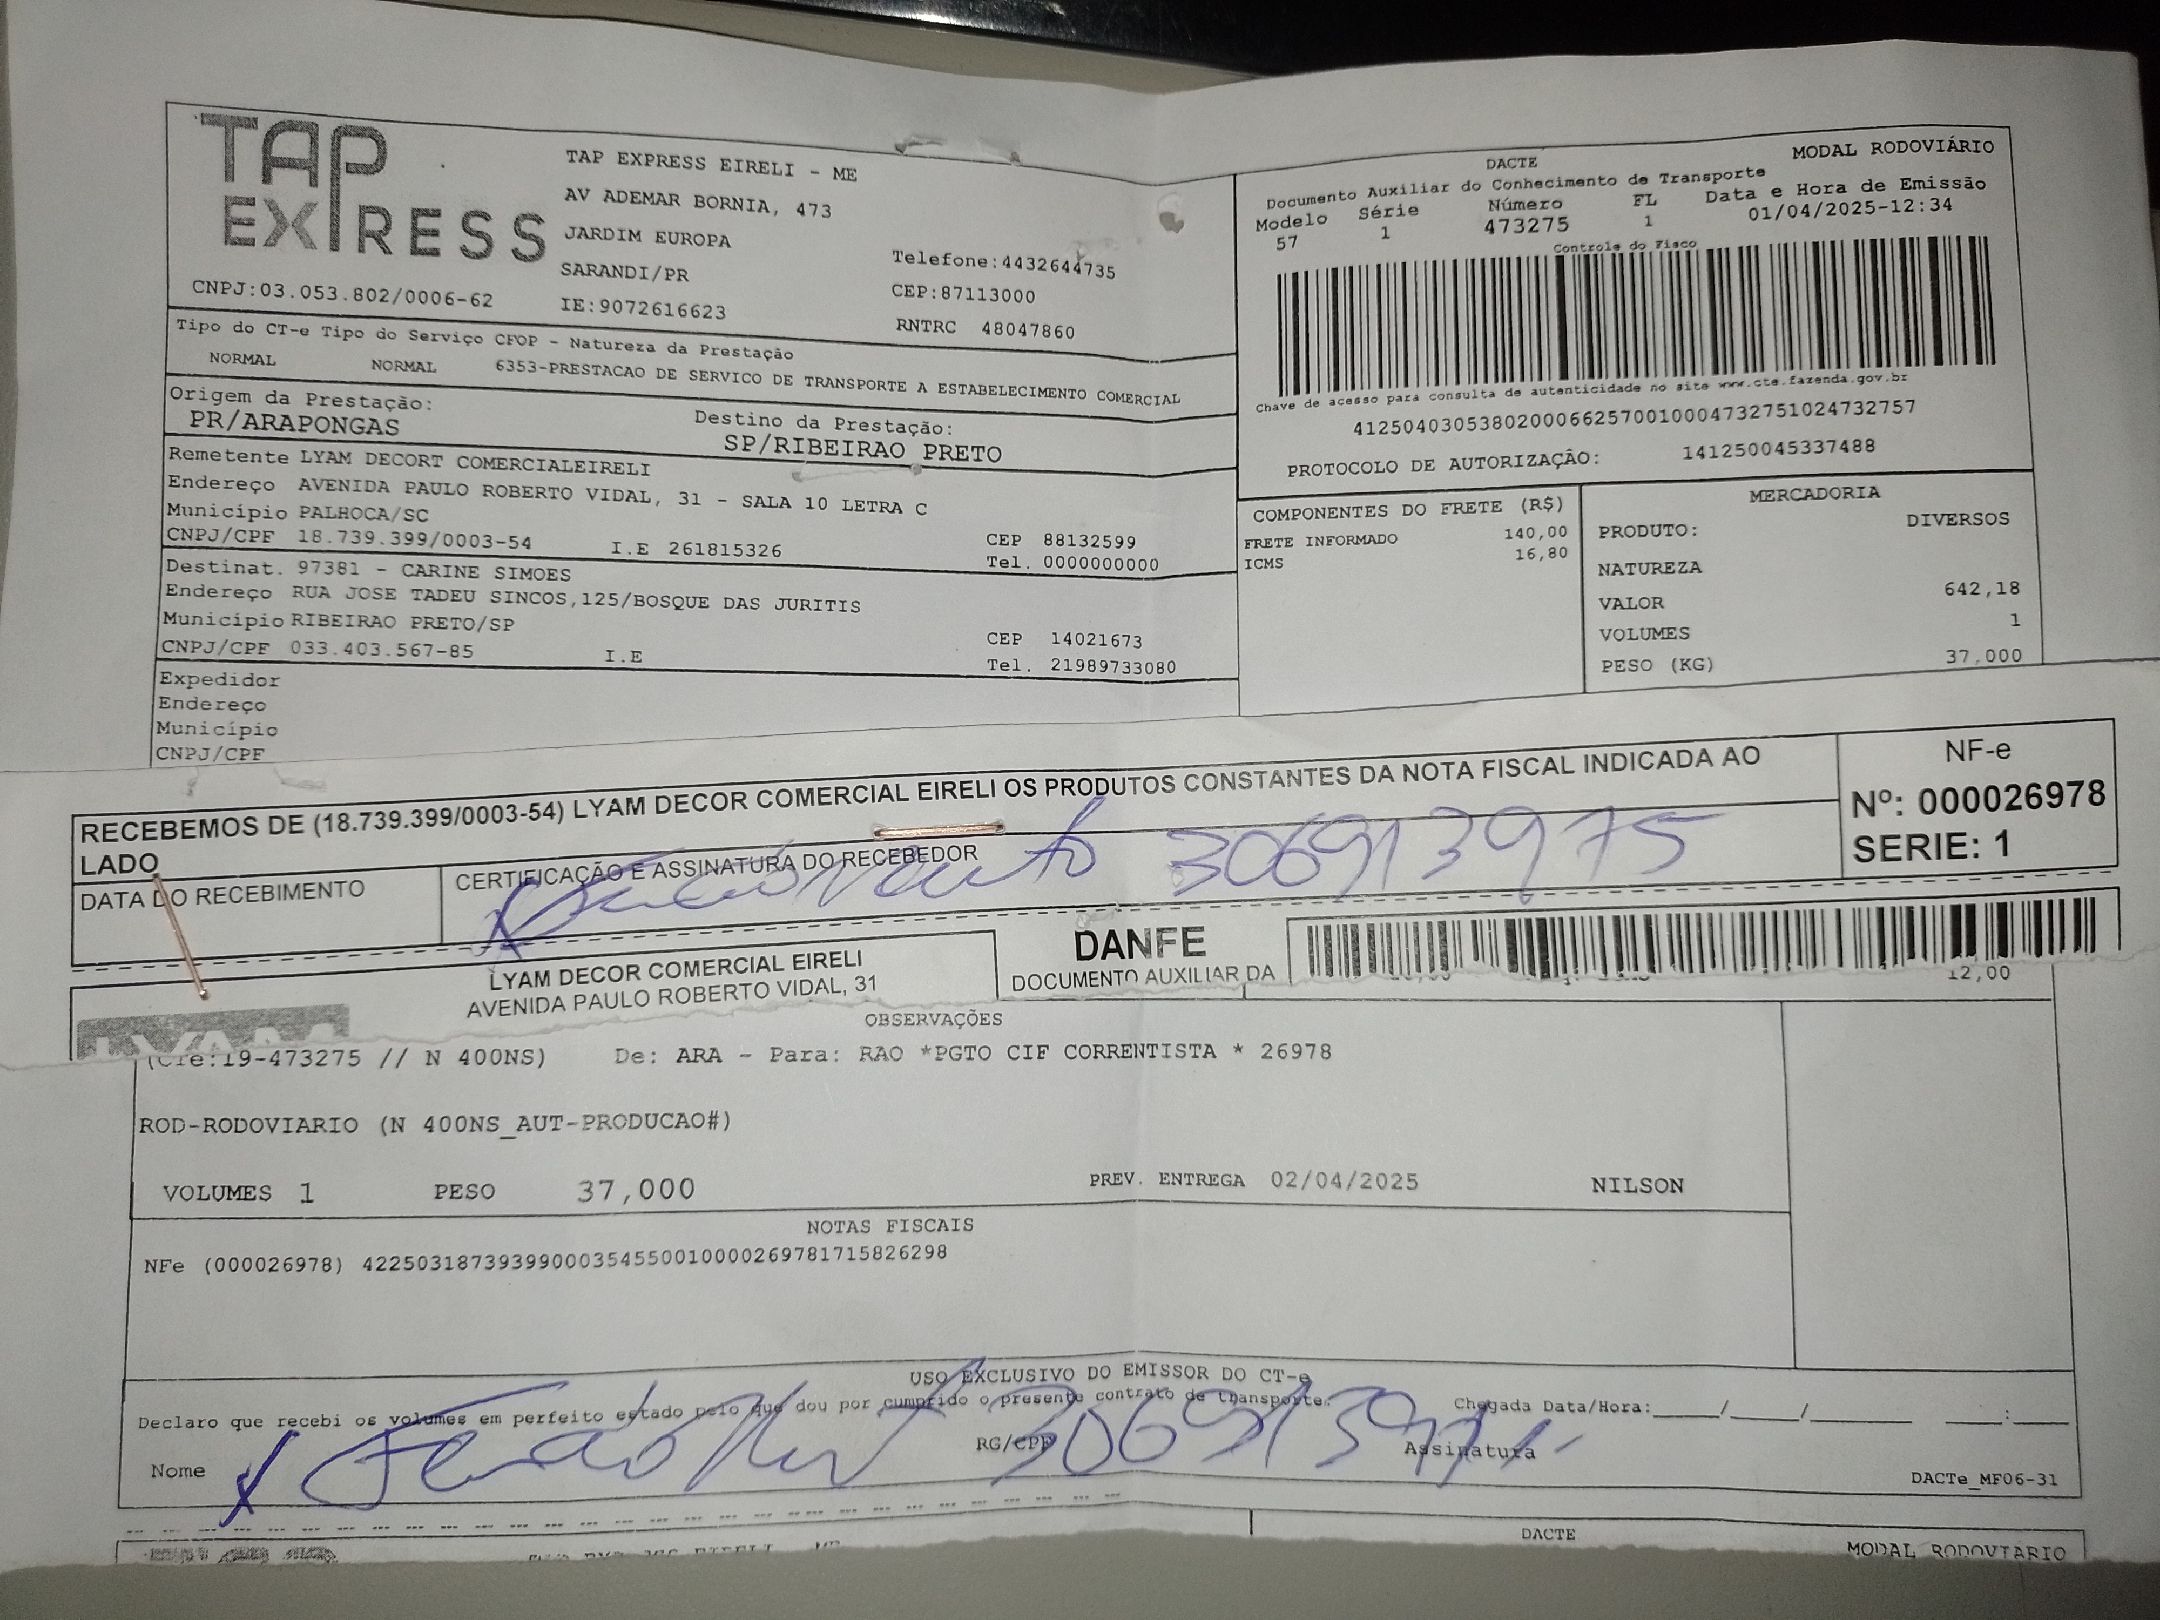 TAP EXPRESS
TAP EXPRESS EIRELI - ME
AV ADEMAR BORNIA, 473
JARDIM EUROPA
SARANDI/PR
IE:9072616623
Telefone:4432644735
CEP:87113000
RNTRC 48047860
CNPJ:03.053.802/0006-62
DACTE
MODAL RODOVIÁRIO
Documento Auxiliar do Conhecimento de Transporte
Modelo Série Número FL Data e Hora de Emissão
57 1 473275 1 01/04/2025-12:34
Controle do Fisco
Chave de acesso para consulta de autenticidade no site www.cte.fazenda.gov.br
41250403053802000662570010004732751024732757
PROTOCOLO DE AUTORIZAÇÃO: 141250045337488
Tipo do CT-e Tipo do Serviço CFOP - Natureza da Prestação
NORMAL NORMAL 6353-PRESTACAO DE SERVICO DE TRANSPORTE A ESTABELECIMENTO COMERCIAL
Origem da Prestação: Destino da Prestação:
PR/ARAPONGAS SP/RIBEIRAO PRETO
Remetente LYAM DECORT COMERCIALEIRELI
Endereço AVENIDA PAULO ROBERTO VIDAL, 31 - SALA 10 LETRA C
Município PALHOCA/SC CEP 88132599
CNPJ/CPF 18.739.399/0003-54 I.E 261815326 Tel. 0000000000
Destinat. 97381 - CARINE SIMOES
Endereço RUA JOSE TADEU SINCOS,125/BOSQUE DAS JURITIS
Município RIBEIRAO PRETO/SP CEP 14021673
CNPJ/CPF 033.403.567-85 I.E Tel. 21989733080
Expedidor
Endereço
Município
CNPJ/CPF
COMPONENTES DO FRETE (R$)
FRETE INFORMADO 140,00
ICMS 16,80
MERCADORIA
PRODUTO: DIVERSOS
NATUREZA
VALOR 642,18
VOLUMES 1
PESO (KG) 37,000
RECEBEMOS DE (18.739.399/0003-54) LYAM DECOR COMERCIAL EIRELI OS PRODUTOS CONSTANTES DA NOTA FISCAL INDICADA AO
LADO
NF-e
Nº: 000026978
SERIE: 1
DATA DO RECEBIMENTO
CERTIFICAÇÃO E ASSINATURA DO RECEBEDOR
306913975
LYAM DECOR COMERCIAL EIRELI
AVENIDA PAULO ROBERTO VIDAL, 31
DANFE
DOCUMENTO AUXILIAR DA
12,00
OBSERVAÇÕES
(Cre:19-473275 // N 400NS) De: ARA - Para: RAO *PGTO CIF CORRENTISTA * 26978
ROD-RODOVIARIO (N 400NS_AUT-PRODUCAO#)
VOLUMES 1 PESO 37,000 PREV. ENTREGA 02/04/2025 NILSON
NOTAS FISCAIS
NFe (000026978) 42250318739399000354550010000269781715826298
USO EXCLUSIVO DO EMISSOR DO CT-e
Declaro que recebi os volumes em perfeito estado pelo que dou por cumprido o presente contrato de transporte.
Chegada Data/Hora:____/____/______ ____:____
Nome RG/CPF Assinatura
DACTe_MF06-31
DACTE
MODAL RODOVIÁRIO